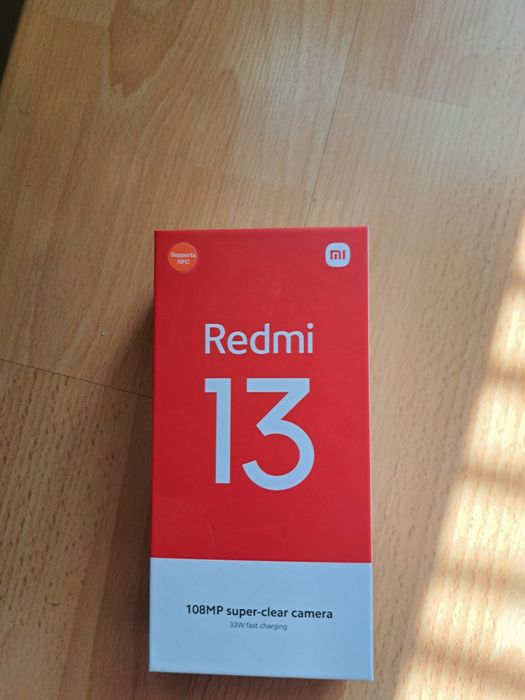 Supports
NFC
mi
Redmi
13
108MP super-clear camera
33W fast charging